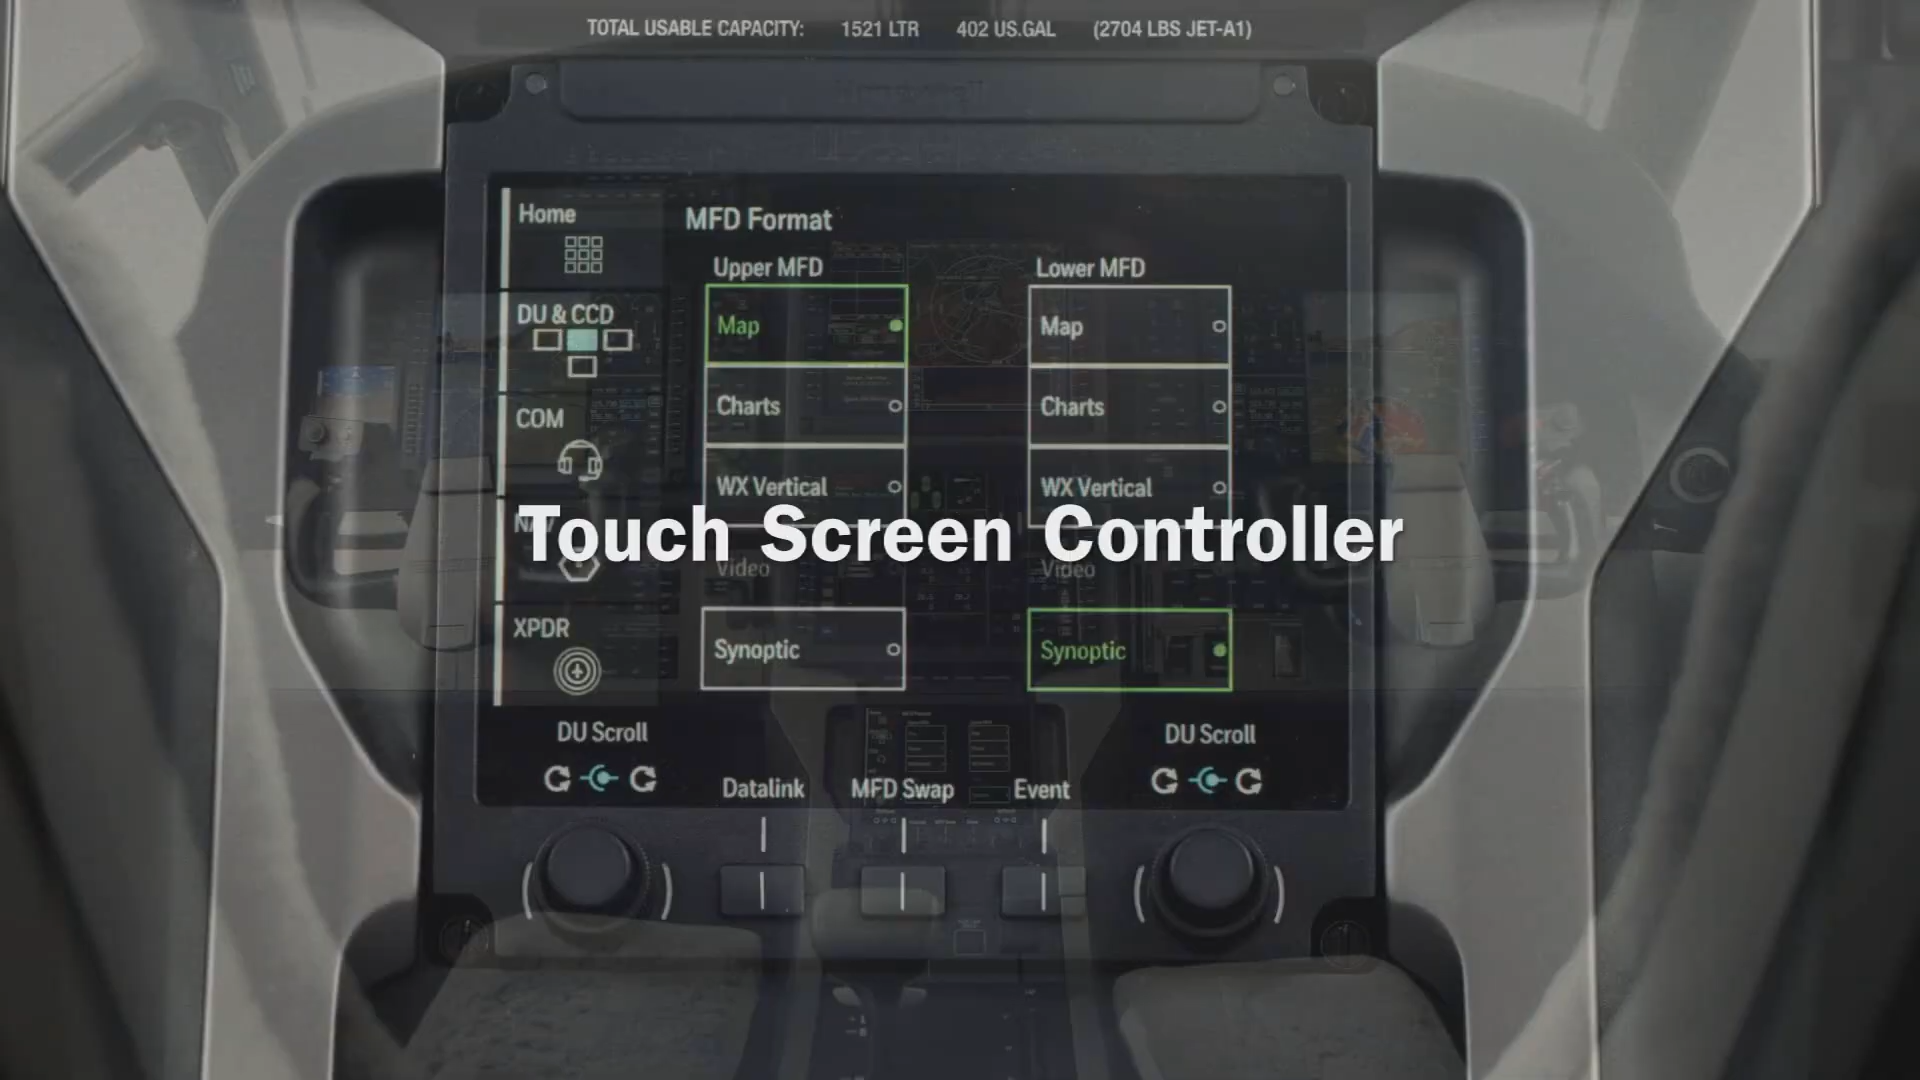 TOTAL USABLE CAPACITY: 1521 LTR 402 US.GAL (2704 LBS JET-A1)
Home
MFD Format
Upper MFD
Lower MFD
DU & CCD
Map
Map
COM
Charts
Charts
WX Vertical
WX Vertical
NAV
Touch Screen Controller
Video
Video
XPDR
Synoptic
Synoptic
DU Scroll
DU Scroll
Datalink
MFD Swap
Event